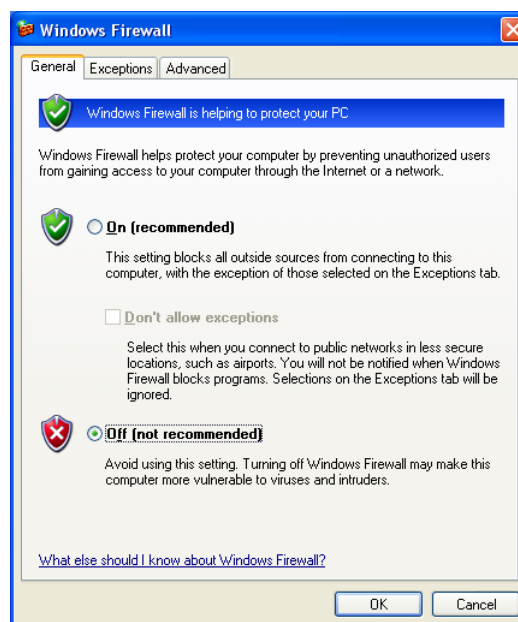 Windows Firewall
General Exceptions Advanced
Windows Firewall is helping to protect your PC
Windows Firewall helps protect your computer by preventing unauthorized users
from gaining access to your computer through the Internet or a network.
On (recommended)
This setting blocks all outside sources from connecting to this
computer, with the exception of those selected on the Exceptions tab.
Don't allow exceptions
Select this when you connect to public networks in less secure
locations, such as airports. You will not be notified when Windows
Firewall blocks programs. Selections on the Exceptions tab will be
ignored.
Off (not recommended)
Avoid using this setting. Turning off Windows Firewall may make this
computer more vulnerable to viruses and intruders.
What else should I know about Windows Firewall?
OK Cancel